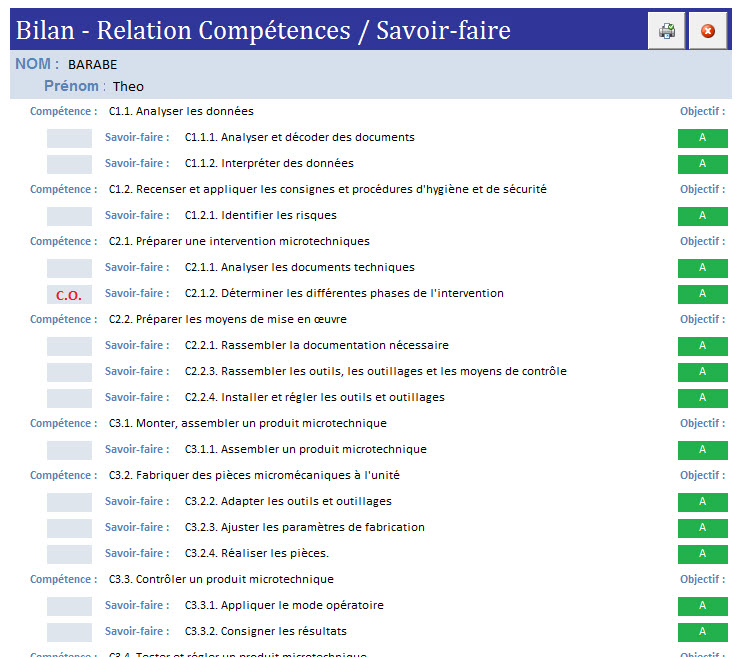 Bilan - Relation Compétences / Savoir-faire
NOM : BARABE
Prénom : Theo
Compétence : C1.1. Analyser les données Objectif :
Savoir-faire : C1.1.1. Analyser et décoder des documents A
Savoir-faire : C1.1.2. Interpréter des données A
Compétence : C1.2. Recenser et appliquer les consignes et procédures d'hygiène et de sécurité Objectif :
Savoir-faire : C1.2.1. Identifier les risques A
Compétence : C2.1. Préparer une intervention microtechniques Objectif :
Savoir-faire : C2.1.1. Analyser les documents techniques A
C.O. Savoir-faire : C2.1.2. Déterminer les différentes phases de l'intervention A
Compétence : C2.2. Préparer les moyens de mise en œuvre Objectif :
Savoir-faire : C2.2.1. Rassembler la documentation nécessaire A
Savoir-faire : C2.2.3. Rassembler les outils, les outillages et les moyens de contrôle A
Savoir-faire : C2.2.4. Installer et régler les outils et outillages A
Compétence : C3.1. Monter, assembler un produit microtechnique Objectif :
Savoir-faire : C3.1.1. Assembler un produit microtechnique A
Compétence : C3.2. Fabriquer des pièces micromécaniques à l'unité Objectif :
Savoir-faire : C3.2.2. Adapter les outils et outillages A
Savoir-faire : C3.2.3. Ajuster les paramètres de fabrication A
Savoir-faire : C3.2.4. Réaliser les pièces. A
Compétence : C3.3. Contrôler un produit microtechnique Objectif :
Savoir-faire : C3.3.1. Appliquer le mode opératoire A
Savoir-faire : C3.3.2. Consigner les résultats A
Compétence : C3.4. Tester et régler un produit microtechnique Objectif :